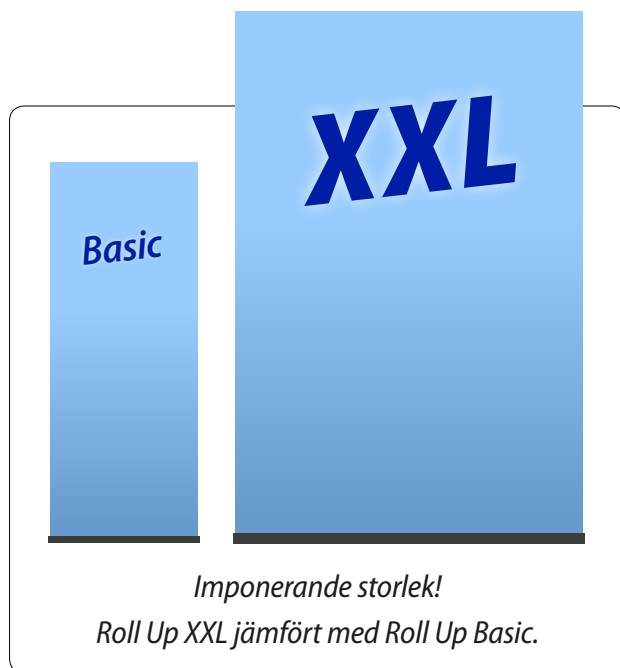 XXL
Basic
Imponerande storlek!
Roll Up XXL jämfört med Roll Up Basic.